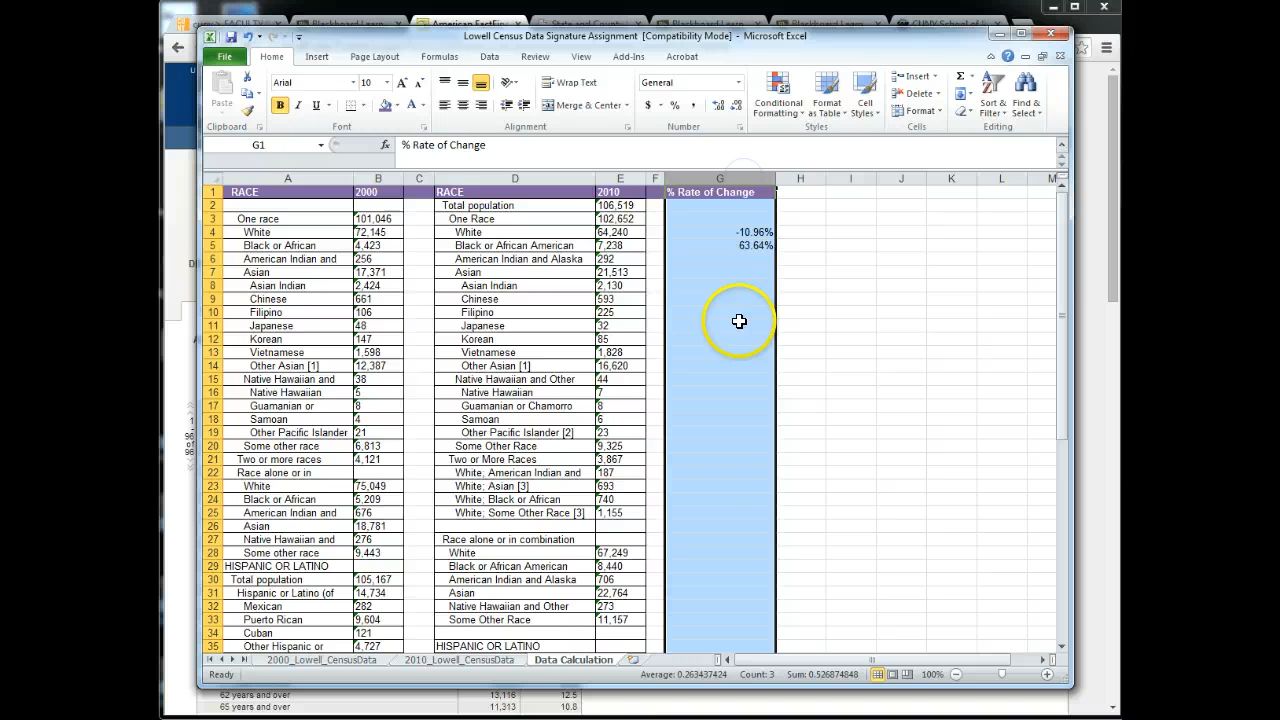 American FactFin
Lowell Census Data Signature Assignment [Compatibility Mode] - Microsoft Excel
File Home Insert Page Layout Formulas Data Review View Add-Ins Acrobat
Paste
Arial 10
B I U
Wrap Text
Merge & Center
General
$ % ,
Conditional Formatting
Format as Table
Cell Styles
Insert
Delete
Format
Sort & Filter
Find & Select
Clipboard Font Alignment Number Styles Cells Editing
G1 fx % Rate of Change
A B C D E F G H I J K L M
1 RACE 2000 RACE 2010 % Rate of Change
2 Total population 106,519
3 One race 101,046 One Race 102,652
4 White 72,145 White 64,240 -10.96%
5 Black or African 4,423 Black or African American 7,238 63.64%
6 American Indian and 256 American Indian and Alaska 292
7 Asian 17,371 Asian 21,513
8 Asian Indian 2,424 Asian Indian 2,130
9 Chinese 661 Chinese 593
10 Filipino 106 Filipino 225
11 Japanese 48 Japanese 32
12 Korean 147 Korean 85
13 Vietnamese 1,598 Vietnamese 1,828
14 Other Asian [1] 12,387 Other Asian [1] 16,620
15 Native Hawaiian and 38 Native Hawaiian and Other 44
16 Native Hawaiian 5 Native Hawaiian 7
17 Guamanian or 8 Guamanian or Chamorro 8
18 Samoan 4 Samoan 6
19 Other Pacific Islander 21 Other Pacific Islander [2] 23
20 Some other race 6,813 Some Other Race 9,325
21 Two or more races 4,121 Two or More Races 3,867
22 Race alone or in White; American Indian and 187
23 White 75,049 White; Asian [3] 693
24 Black or African 5,209 White; Black or African 740
25 American Indian and 676 White; Some Other Race [3] 1,155
26 Asian 18,781
27 Native Hawaiian and 276 Race alone or in combination
28 Some other race 9,443 White 67,249
29 HISPANIC OR LATINO Black or African American 8,440
30 Total population 105,167 American Indian and Alaska 706
31 Hispanic or Latino (of 14,734 Asian 22,764
32 Mexican 282 Native Hawaiian and Other 273
33 Puerto Rican 9,604 Some Other Race 11,157
34 Cuban 121
35 Other Hispanic or 4,727 HISPANIC OR LATINO
2000_Lowell_CensusData 2010_Lowell_CensusData Data Calculation
Ready Average: 0.263437424 Count: 3 Sum: 0.526874848 100%
62 years and over 13,116 12.5
65 years and over 11,313 10.8